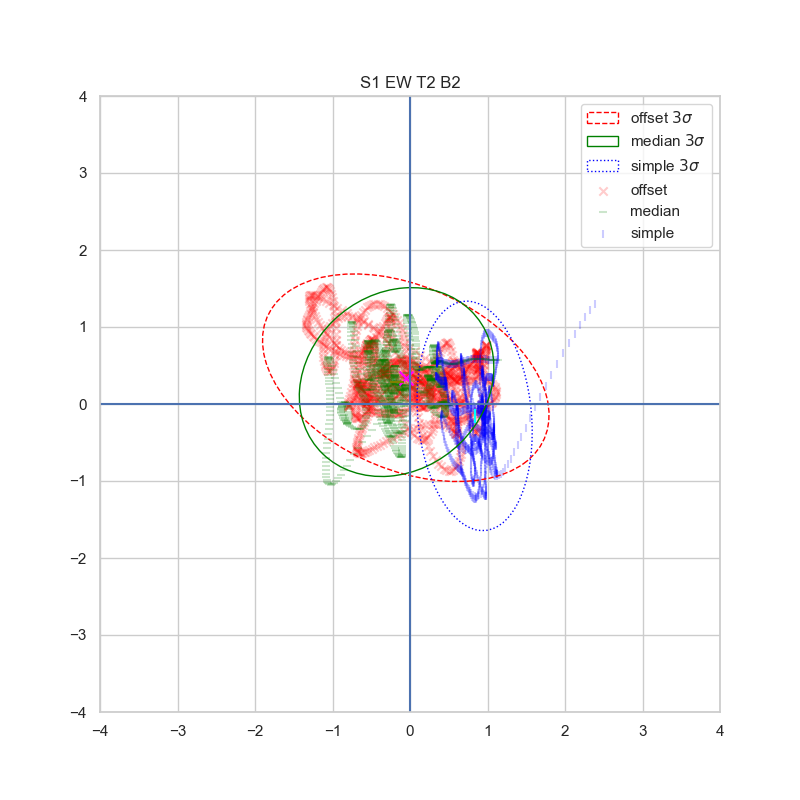 S1 EW T2 B2
4
3
2
1
0
−1
−2
−3
−4
−4 −3 −2 −1 0 1 2 3 4
offset 3σ
median 3σ
simple 3σ
offset
median
simple